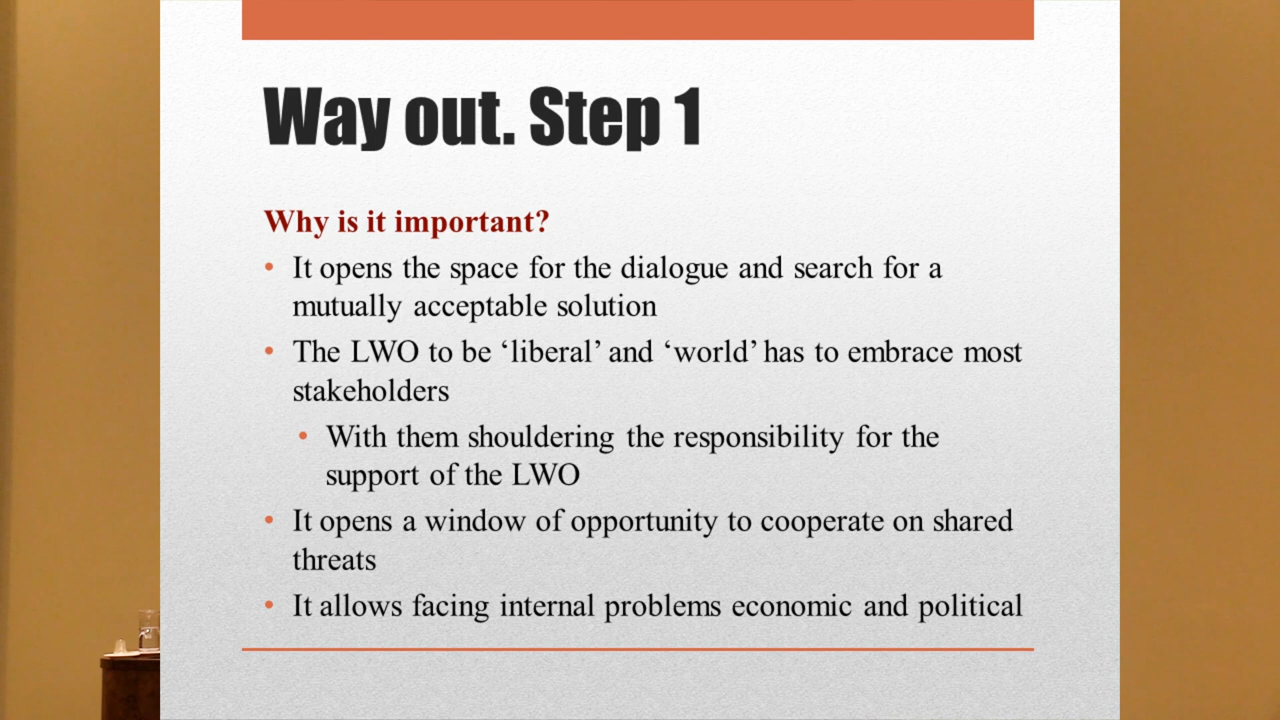 Way out. Step 1
Why is it important?
• It opens the space for the dialogue and search for a
mutually acceptable solution
• The LWO to be ‘liberal’ and ‘world’ has to embrace most
stakeholders
• With them shouldering the responsibility for the
support of the LWO
• It opens a window of opportunity to cooperate on shared
threats
• It allows facing internal problems economic and political